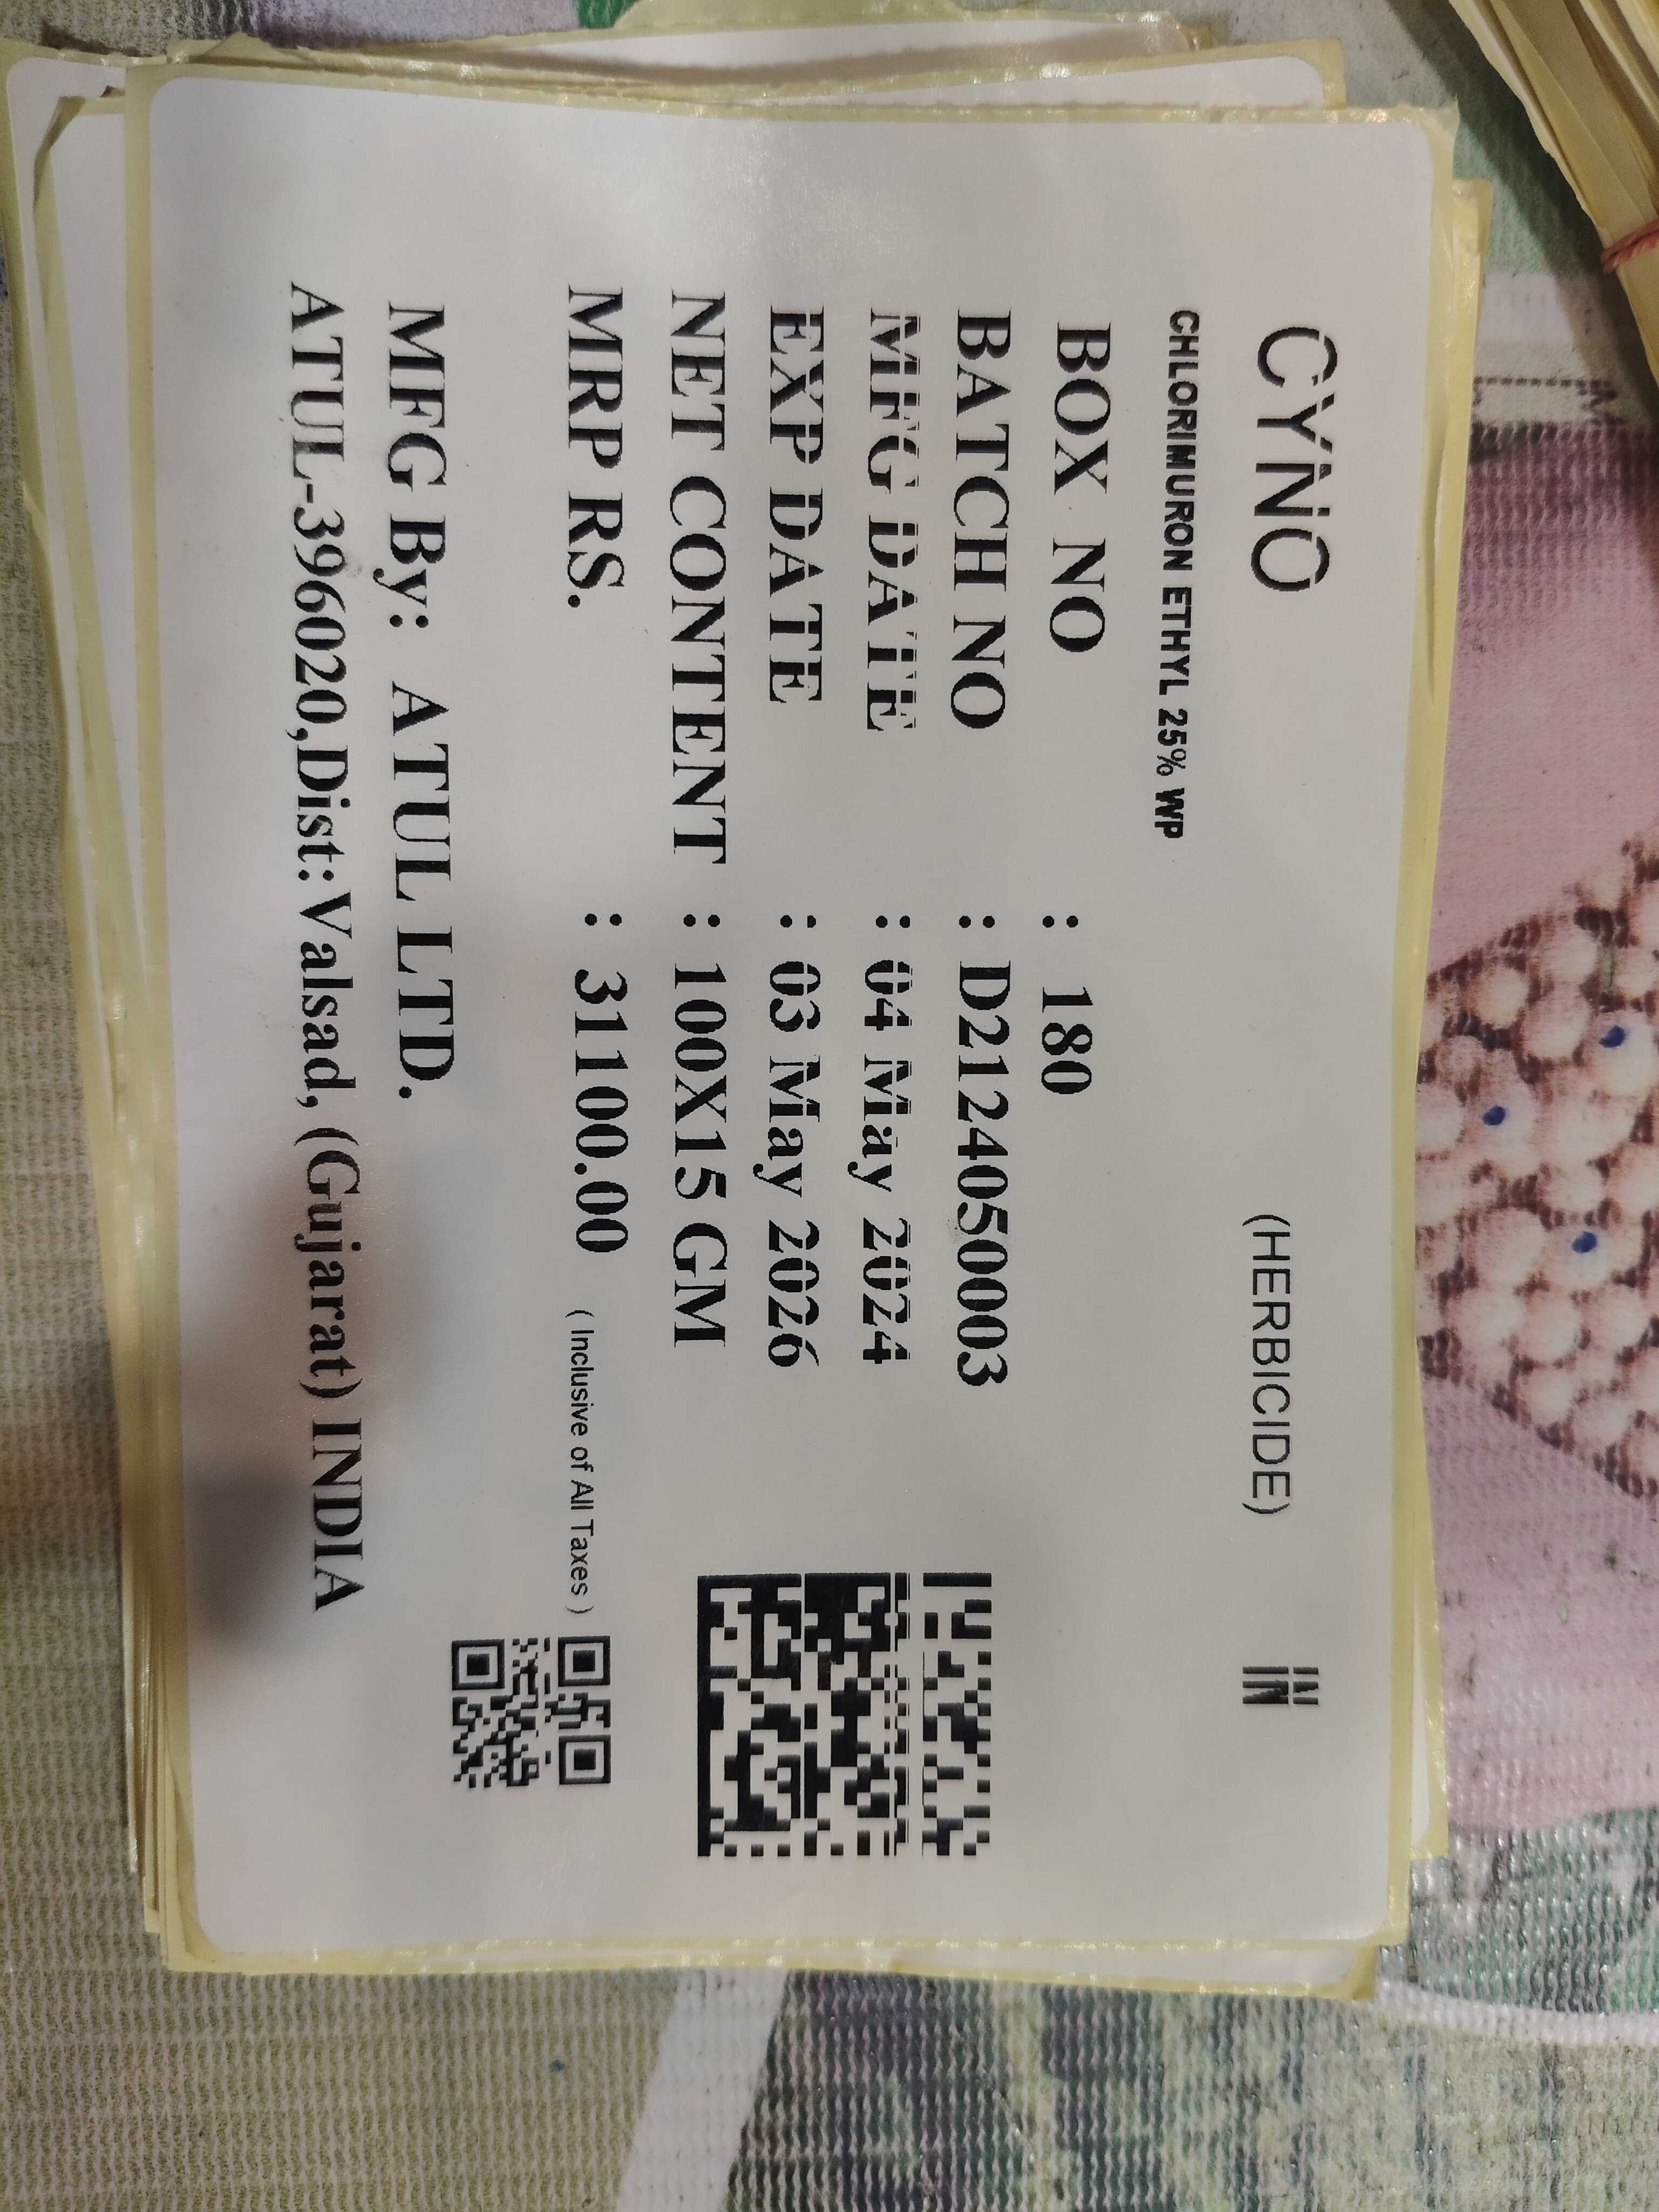 CYNO (HERBICIDE) IN
CHLORIMURON ETHYL 25% WP
BOX NO : 180
BATCH NO : D2124050003
MFG DATE : 04 May 2024
EXP DATE : 03 May 2026
NET CONTENT : 100X15 GM
MRP RS. : 31100.00 ( Inclusive of All Taxes )
MFG By: ATUL LTD.
ATUL-396020,Dist:Valsad, (Gujarat) INDIA